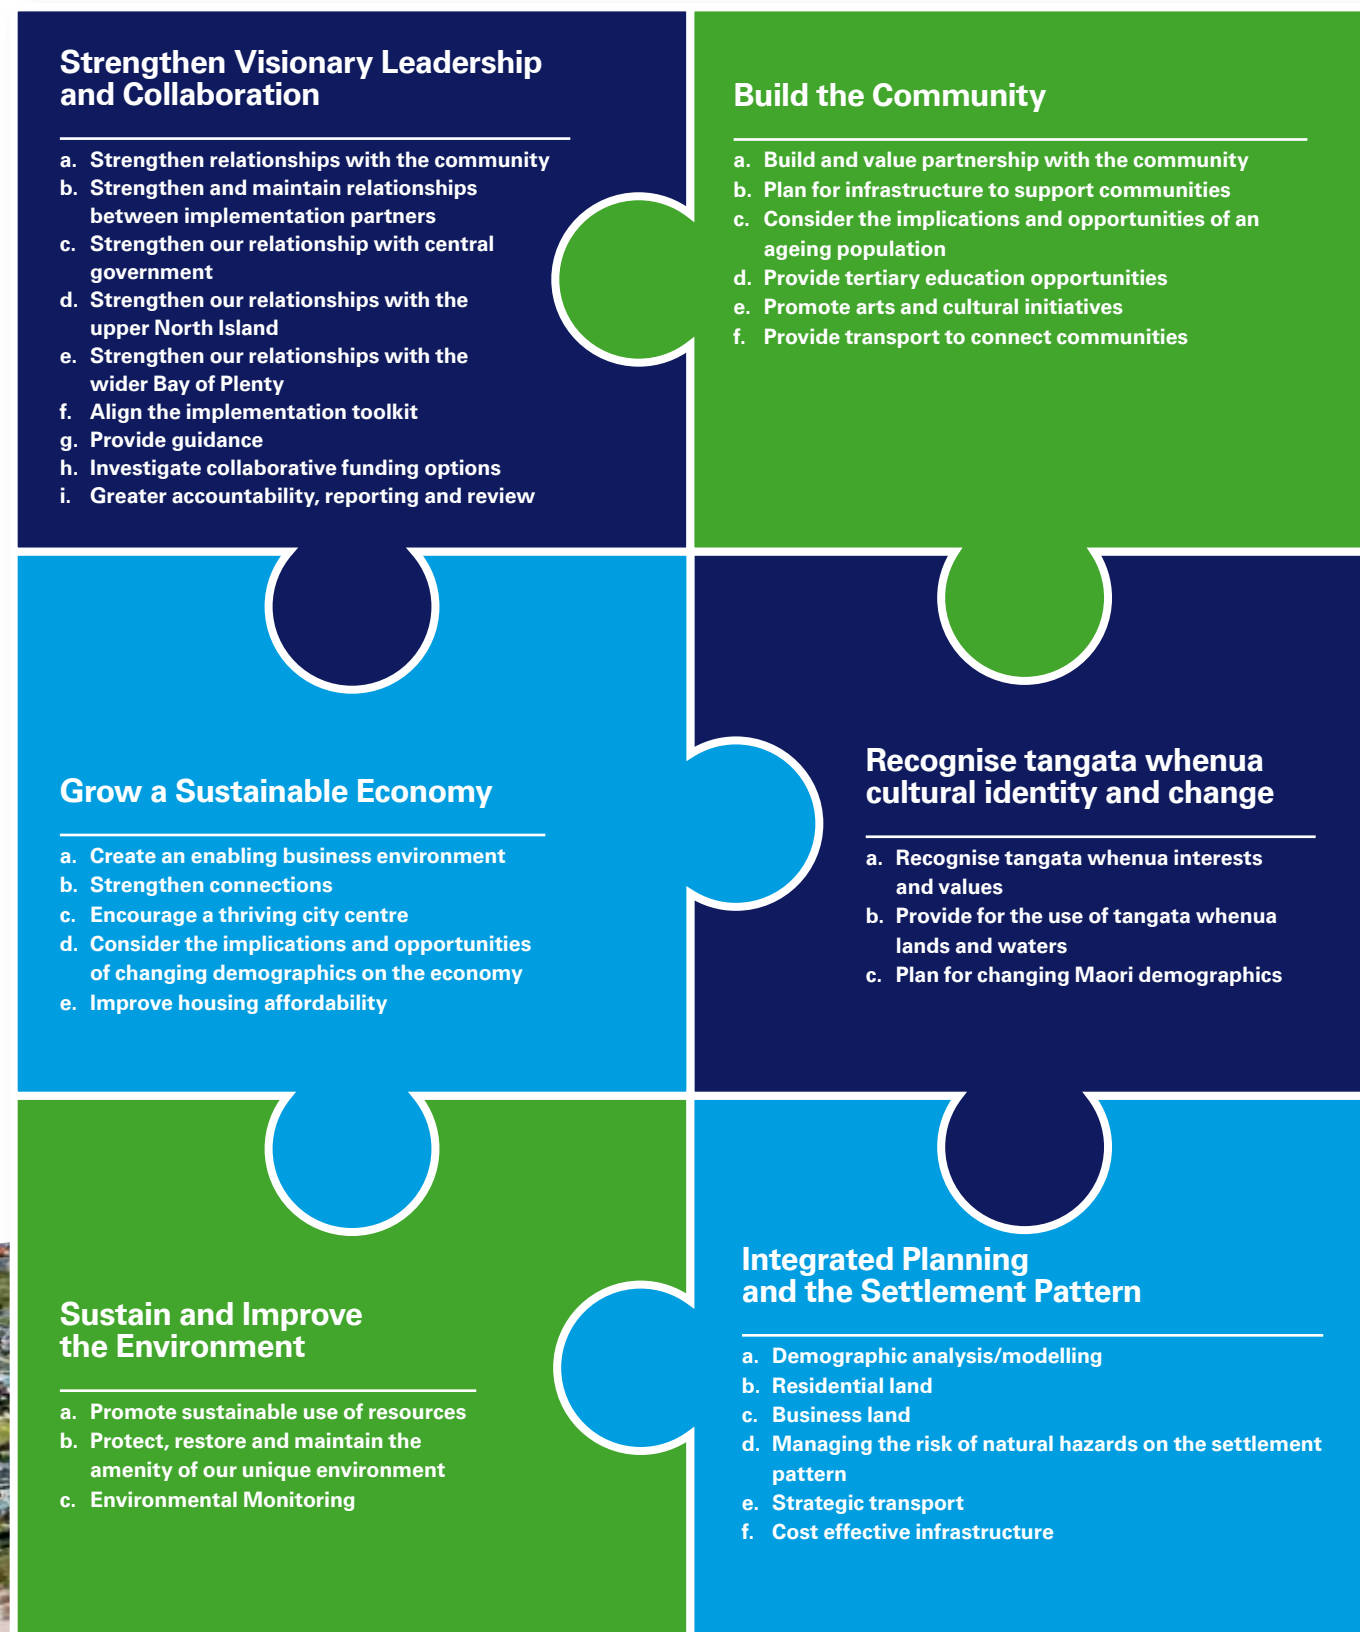 Strengthen Visionary Leadership
and Collaboration
a. Strengthen relationships with the community
b. Strengthen and maintain relationships
between implementation partners
c. Strengthen our relationship with central
government
d. Strengthen our relationships with the
upper North Island
e. Strengthen our relationships with the
wider Bay of Plenty
f. Align the implementation toolkit
g. Provide guidance
h. Investigate collaborative funding options
i. Greater accountability, reporting and review
Build the Community
a. Build and value partnership with the community
b. Plan for infrastructure to support communities
c. Consider the implications and opportunities of an
ageing population
d. Provide tertiary education opportunities
e. Promote arts and cultural initiatives
f. Provide transport to connect communities
Grow a Sustainable Economy
a. Create an enabling business environment
b. Strengthen connections
c. Encourage a thriving city centre
d. Consider the implications and opportunities
of changing demographics on the economy
e. Improve housing affordability
Recognise tangata whenua
cultural identity and change
a. Recognise tangata whenua interests
and values
b. Provide for the use of tangata whenua
lands and waters
c. Plan for changing Maori demographics
Sustain and Improve
the Environment
a. Promote sustainable use of resources
b. Protect, restore and maintain the
amenity of our unique environment
c. Environmental Monitoring
Integrated Planning
and the Settlement Pattern
a. Demographic analysis/modelling
b. Residential land
c. Business land
d. Managing the risk of natural hazards on the settlement
pattern
e. Strategic transport
f. Cost effective infrastructure